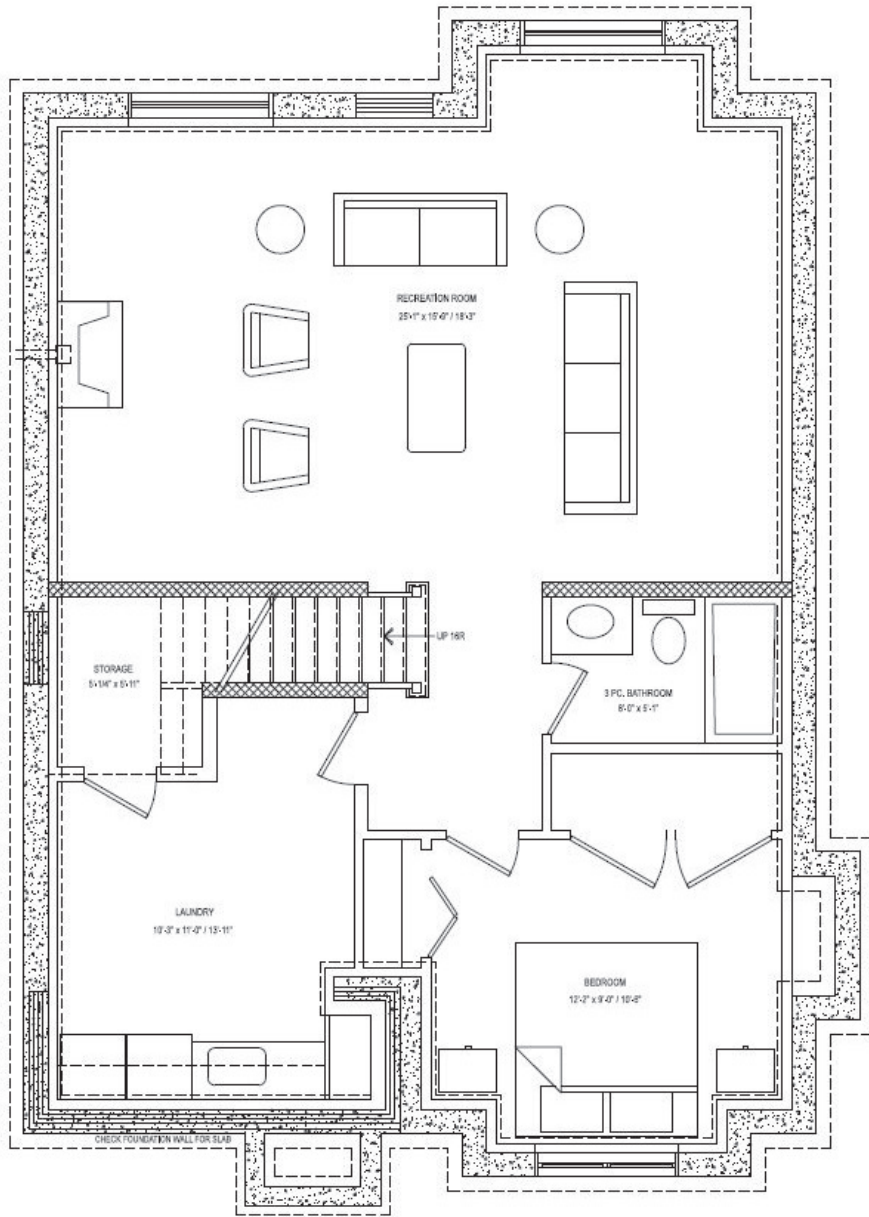 RECREATION ROOM
25'-1" x 15'-9" / 18'-3"
UP 16R
STORAGE
5'-1/4" x 5'-11"
3 PC. BATHROOM
8'-0" x 5'-1"
LAUNDRY
10'-3" x 11'-0" / 13'-11"
BEDROOM
12'-2" x 9'-0" / 10'-8"
CHECK FOUNDATION WALL FOR SLAB